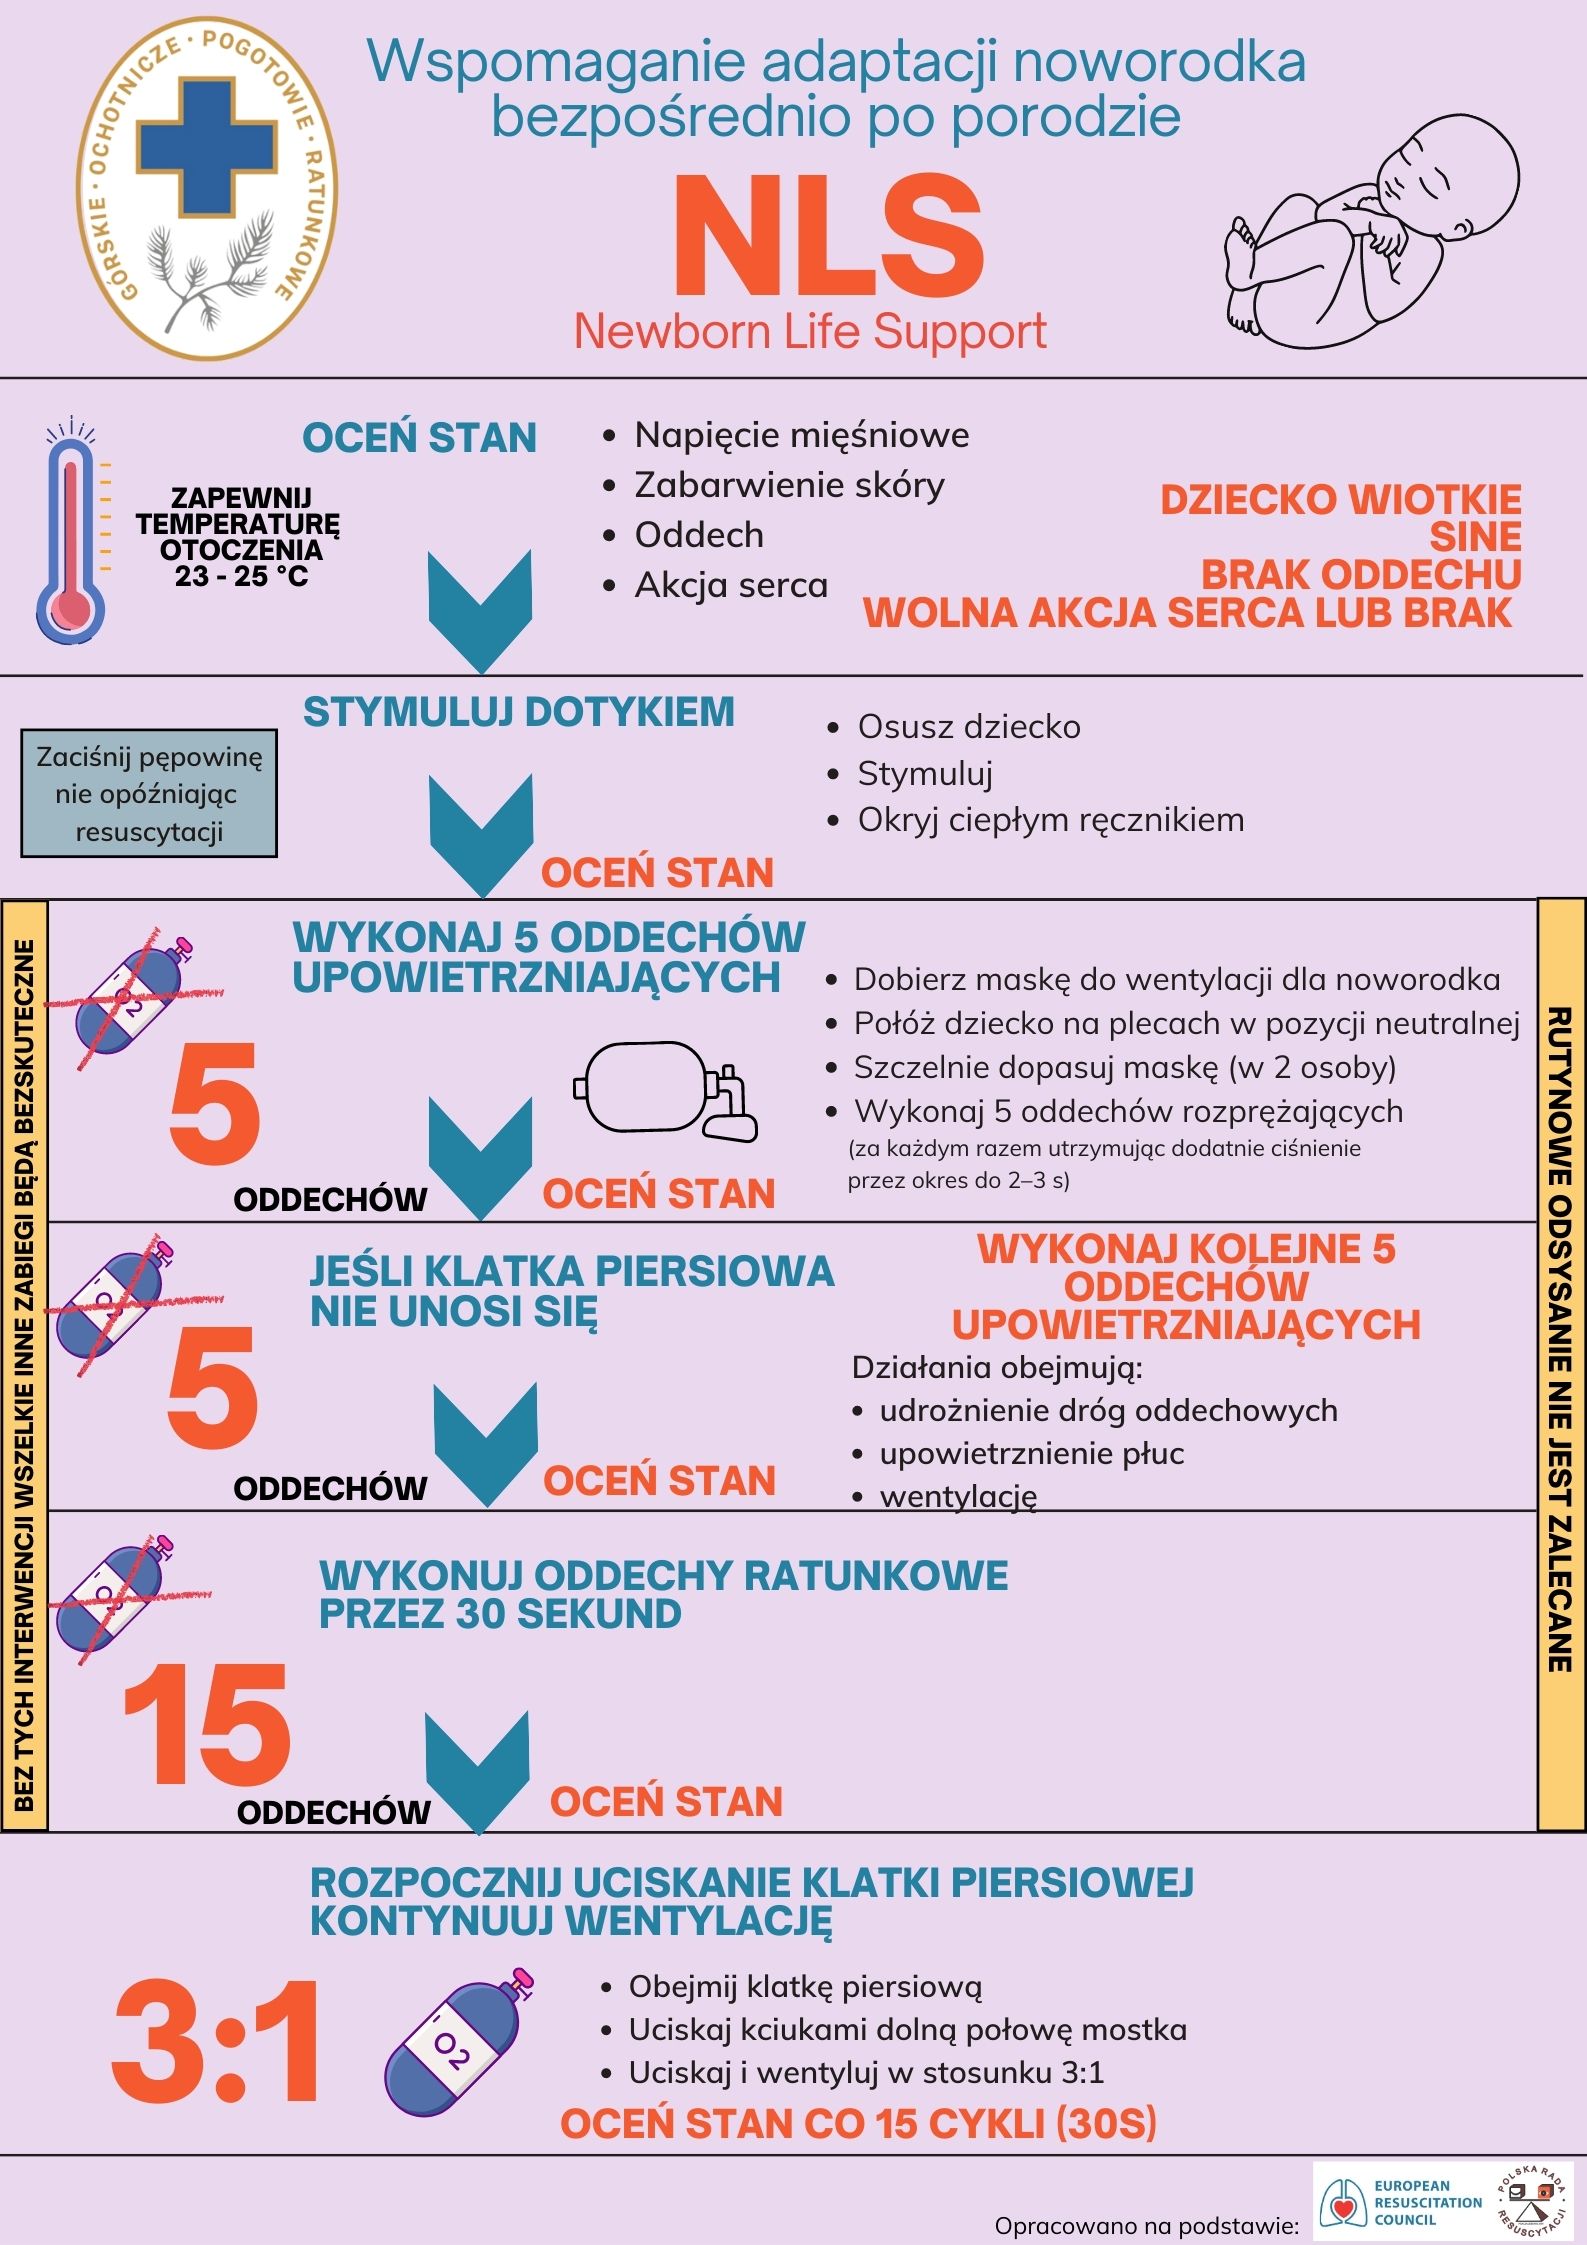 GÓRSKIE · OCHOTNICZE · POGOTOWIE · RATUNKOWE
Wspomaganie adaptacji noworodka
bezpośrednio po porodzie
NLS
Newborn Life Support
OCEŃ STAN
ZAPEWNIJ
TEMPERATURĘ
OTOCZENIA
23 - 25 °C
• Napięcie mięśniowe
• Zabarwienie skóry
• Oddech
• Akcja serca
DZIECKO WIOTKIE
SINE
BRAK ODDECHU
WOLNA AKCJA SERCA LUB BRAK
STYMULUJ DOTYKIEM
Zaciśnij pępowinę
nie opóźniając
resuscytacji
• Osusz dziecko
• Stymuluj
• Okryj ciepłym ręcznikiem
OCEŃ STAN
BEZ TYCH INTERWENCJI WSZELKIE INNE ZABIEGI BĘDĄ BEZSKUTECZNE
O2
WYKONAJ 5 ODDECHÓW
UPOWIETRZNIAJĄCYCH
5
ODDECHÓW
• Dobierz maskę do wentylacji dla noworodka
• Połóż dziecko na plecach w pozycji neutralnej
• Szczelnie dopasuj maskę (w 2 osoby)
• Wykonaj 5 oddechów rozprężających
(za każdym razem utrzymując dodatnie ciśnienie
przez okres do 2–3 s)
OCEŃ STAN
RUTYNOWE ODSYSANIE NIE JEST ZALECANE
O2
JEŚLI KLATKA PIERSIOWA
NIE UNOSI SIĘ
5
ODDECHÓW
OCEŃ STAN
WYKONAJ KOLEJNE 5
ODDECHÓW
UPOWIETRZNIAJĄCYCH
Działania obejmują:
• udrożnienie dróg oddechowych
• upowietrznienie płuc
• wentylację
O2
WYKONUJ ODDECHY RATUNKOWE
PRZEZ 30 SEKUND
15
ODDECHÓW
OCEŃ STAN
ROZPOCZNIJ UCISKANIE KLATKI PIERSIOWEJ
KONTYNUUJ WENTYLACJĘ
3:1
O2
• Obejmij klatkę piersiową
• Uciskaj kciukami dolną połowę mostka
• Uciskaj i wentyluj w stosunku 3:1
OCEŃ STAN CO 15 CYKLI (30S)
Opracowano na podstawie:
EUROPEAN
RESUSCITATION
COUNCIL
POLSKA RADA
RESUSCYTACJI